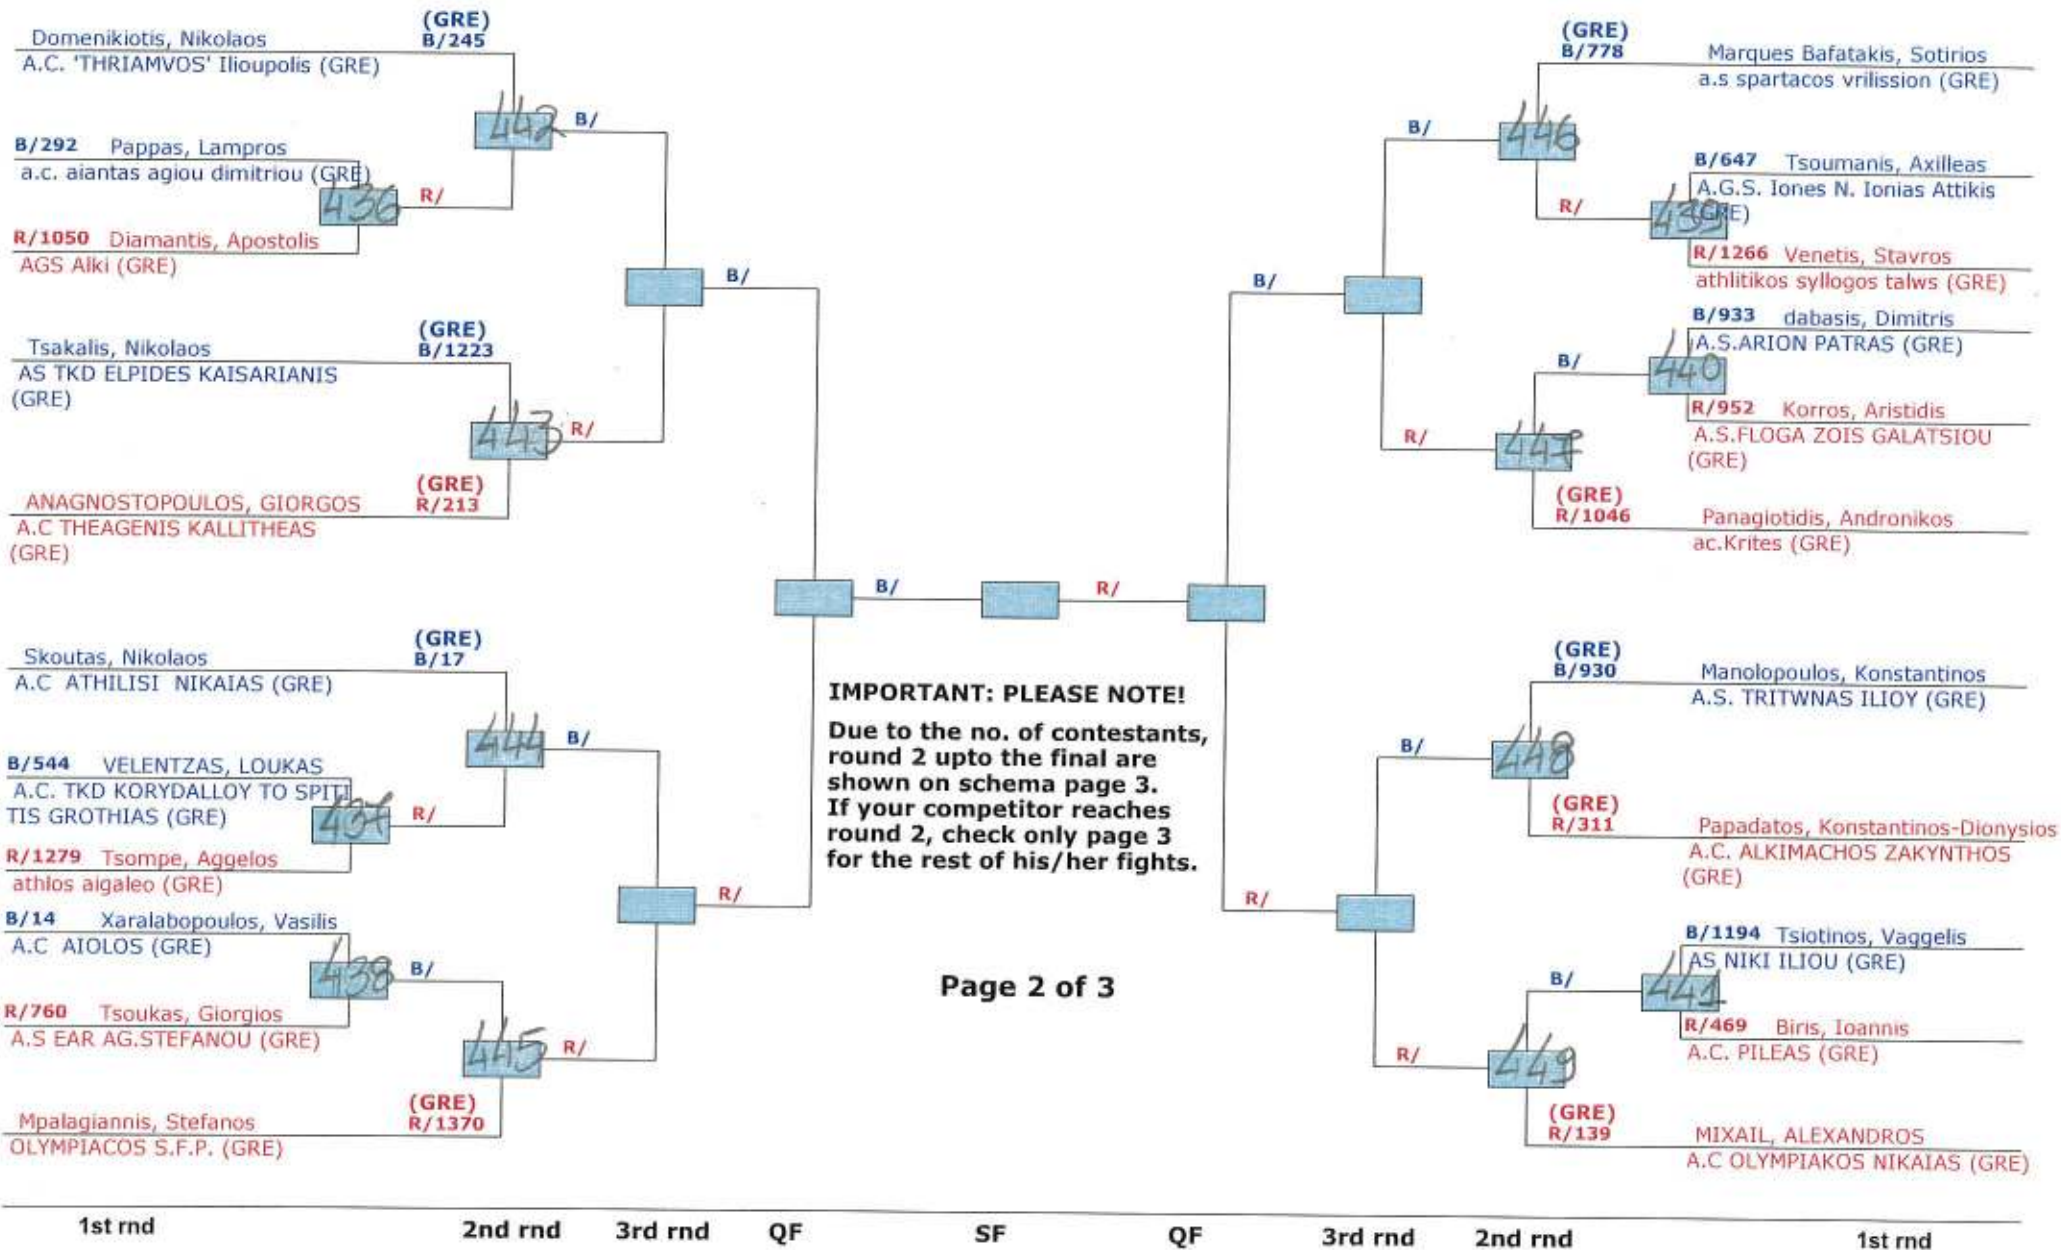 (GRE)
Domenikiotis, Nikolaos B/245
A.C. 'THRIAMVOS' Ilioupolis (GRE)
442 B/
B/292 Pappas, Lampros
a.c. aiantas agiou dimitriou (GRE)
436 R/
R/1050 Diamantis, Apostolis
AGS Alki (GRE)
B/
(GRE)
Tsakalis, Nikolaos B/1223
AS TKD ELPIDES KAISARIANIS
(GRE)
443 R/
(GRE)
ANAGNOSTOPOULOS, GIORGOS R/213
A.C THEAGENIS KALLITHEAS
(GRE)
B/ R/
(GRE)
Skoutas, Nikolaos B/17
A.C ATHILISI NIKAIAS (GRE)
444 B/
B/544 VELENTZAS, LOUKAS
A.C. TKD KORYDALLOY TO SPITI
TIS GROTHIAS (GRE)
437 R/
R/1279 Tsompe, Aggelos
athlos aigaleo (GRE)
R/
B/14 Xaralabopoulos, Vasilis
A.C AIOLOS (GRE)
438 B/
R/760 Tsoukas, Giorgios
A.S EAR AG.STEFANOU (GRE)
445 R/
(GRE)
Mpalagiannis, Stefanos R/1370
OLYMPIACOS S.F.P. (GRE)
IMPORTANT: PLEASE NOTE!
Due to the no. of contestants,
round 2 upto the final are
shown on schema page 3.
If your competitor reaches
round 2, check only page 3
for the rest of his/her fights.
Page 2 of 3
(GRE)
B/778 Marques Bafatakis, Sotirios
a.s spartacos vrilission (GRE)
B/ 446
B/647 Tsoumanis, Axilleas
A.G.S. Iones N. Ionias Attikis
(GRE)
R/ 439
R/1266 Venetis, Stavros
athlitikos syllogos talws (GRE)
B/
B/933 dabasis, Dimitris
A.S.ARION PATRAS (GRE)
B/ 440
R/952 Korros, Aristidis
A.S.FLOGA ZOIS GALATSIOU
(GRE)
R/ 447
(GRE)
R/1046 Panagiotidis, Andronikos
ac.Krites (GRE)
(GRE)
B/930 Manolopoulos, Konstantinos
A.S. TRITWNAS ILIOY (GRE)
B/ 448
(GRE)
R/311 Papadatos, Konstantinos-Dionysios
A.C. ALKIMACHOS ZAKYNTHOS
(GRE)
R/
B/1194 Tsiotinos, Vaggelis
AS NIKI ILIOU (GRE)
B/ 441
R/469 Biris, Ioannis
A.C. PILEAS (GRE)
R/ 449
(GRE)
R/139 MIXAIL, ALEXANDROS
A.C OLYMPIAKOS NIKAIAS (GRE)
1st rnd 2nd rnd 3rd rnd QF SF QF 3rd rnd 2nd rnd 1st rnd